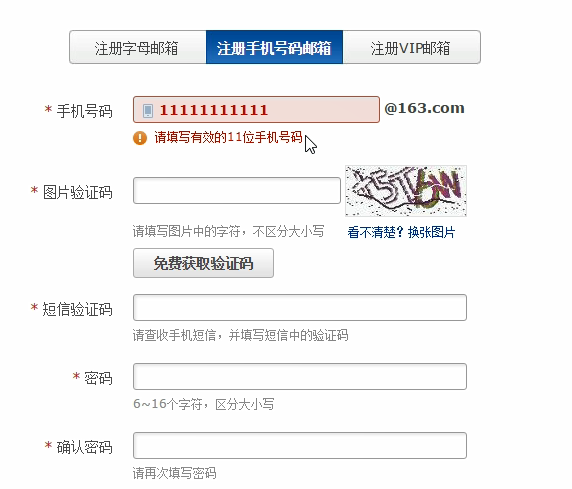 注册字母邮箱 注册手机号码邮箱 注册VIP邮箱
* 手机号码 11111111111 @163.com
请填写有效的11位手机号码
* 图片验证码
请填写图片中的字符，不区分大小写 看不清楚？换张图片
免费获取验证码
* 短信验证码
请查收手机短信，并填写短信中的验证码
* 密码
6~16个字符，区分大小写
* 确认密码
请再次填写密码